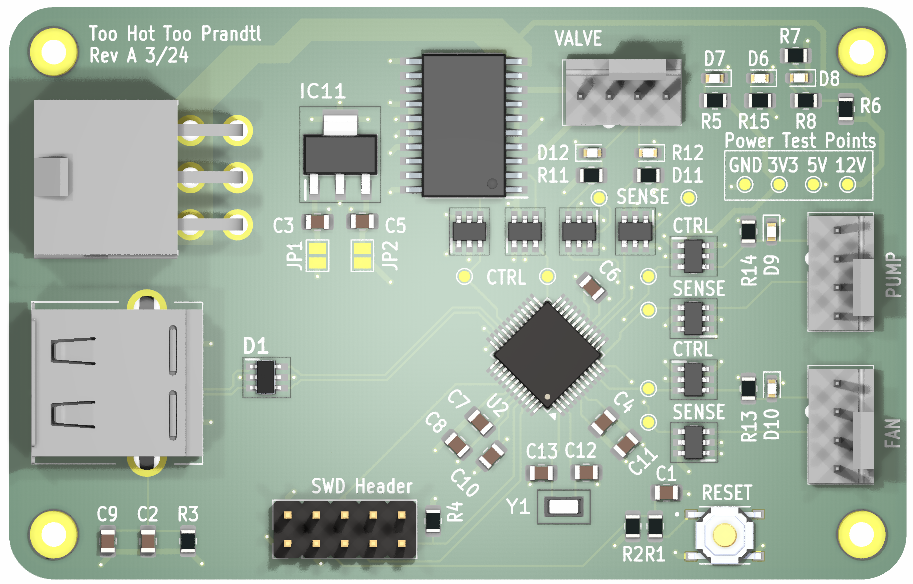 Too Hot Too Prandtl
Rev A 3/24
VALVE
R7
D7 D6
D8
IC11
R5 R15 R8
R6
Power Test Points
GND 3V3 5V 12V
D12
R12
R11
D11
SENSE
C3
C5
JP1
JP2
CTRL
R14
D9
PUMP
CTRL
C6
SENSE
D1
CTRL
C7
U2
C4
SENSE
R13
D10
FAN
C8
C10
C11
C13 C12
C1
SWD Header
R4
Y1
RESET
C9 C2 R3
R2R1